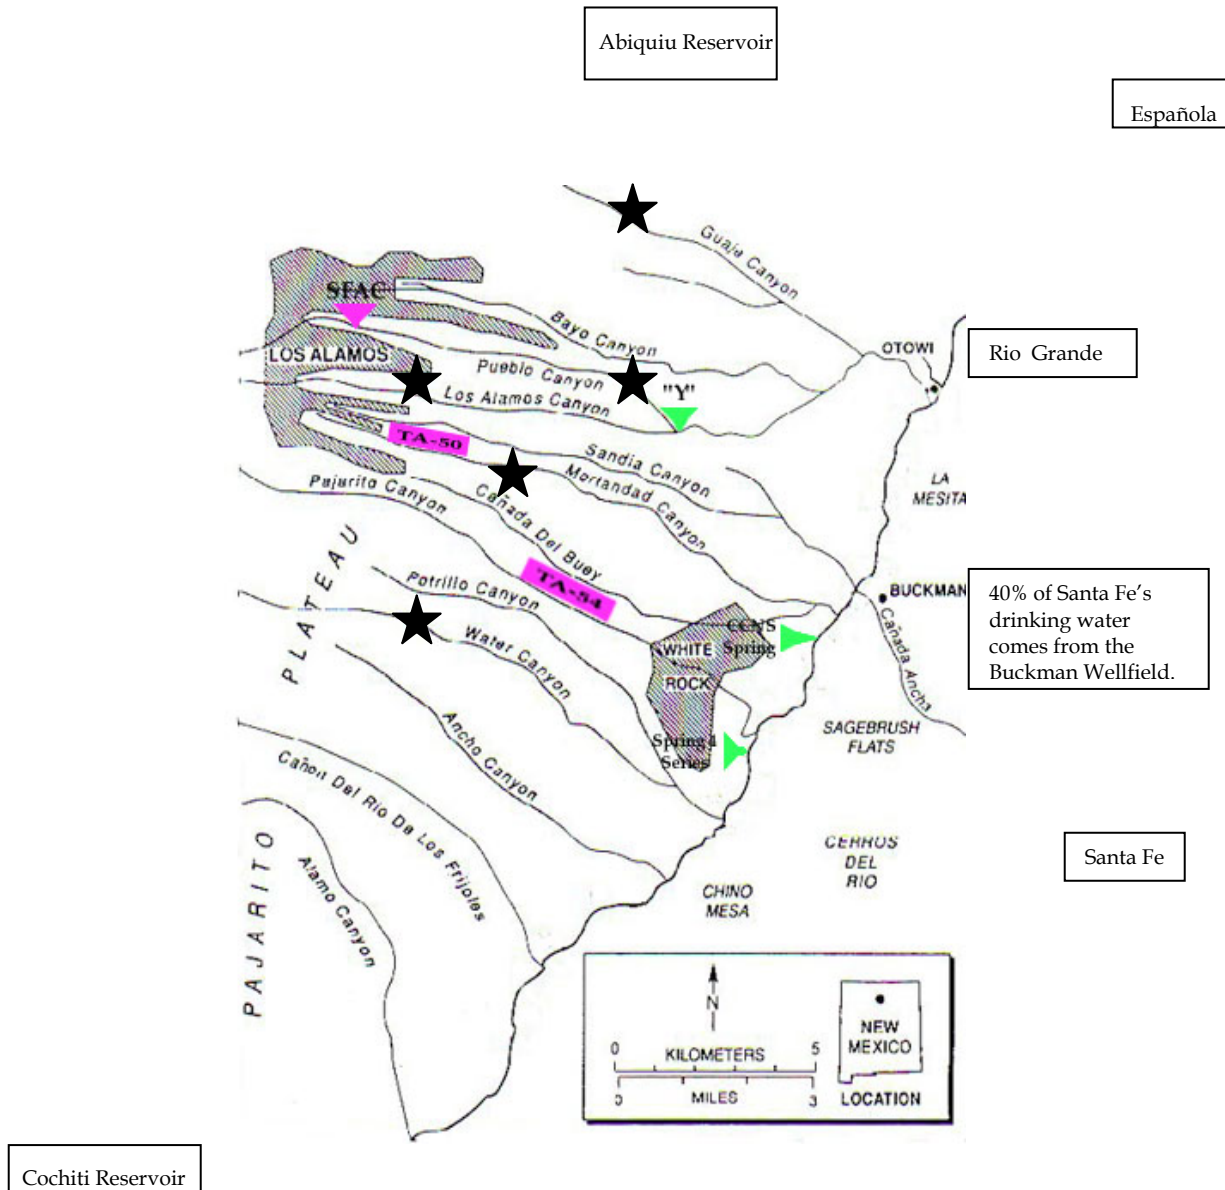 Abiquiu Reservoir
Española
Guaje Canyon
SFAC
Bayo Canyon
OTOWI
Rio Grande
LOS ALAMOS
Pueblo Canyon
"Y"
Los Alamos Canyon
TA-50
Sandia Canyon
Mortandad Canyon
LA
MESITA
Pajarito Canyon
Cañada Del Buey
TA-54
Potrillo Canyon
BUCKMAN
40% of Santa Fe's
drinking water
comes from the
Buckman Wellfield.
Cañada Ancha
CCNS
Spring
WHITE
ROCK
Water Canyon
PLATEAU
Ancho Canyon
SAGEBRUSH
FLATS
Spring 4
Series
Cañon Del Rio De Los Frijoles
CERROS
DEL
RIO
Santa Fe
Alamo Canyon
PAJARITO
CHINO
MESA
N
0 KILOMETERS 5
0 MILES 3
NEW
MEXICO
LOCATION
Cochiti Reservoir